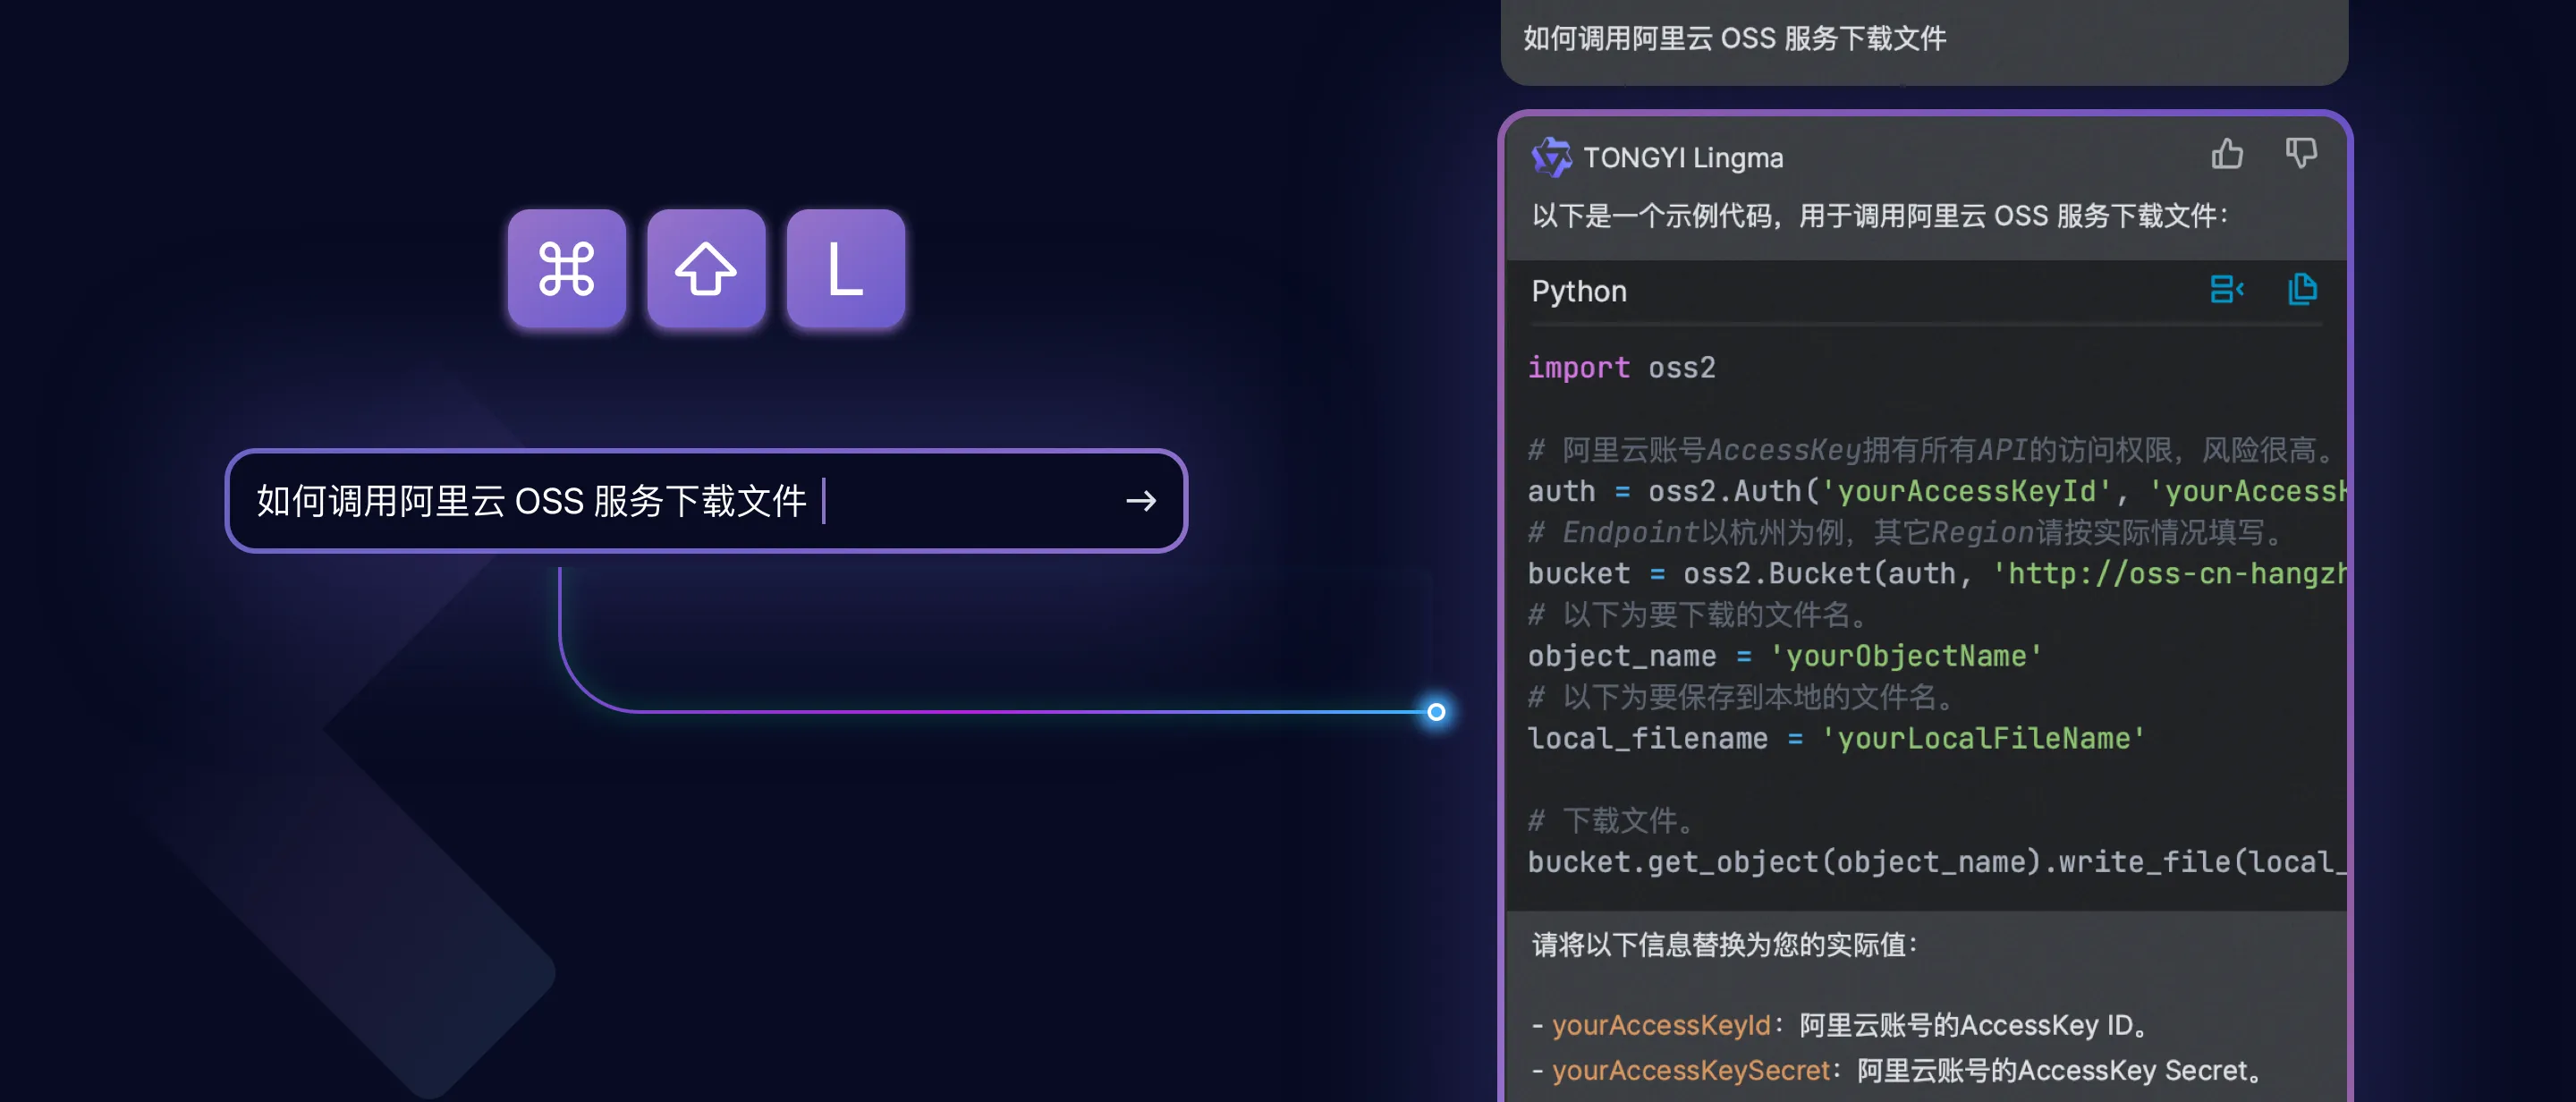 ⌘ ⇧ L
如何调用阿里云 OSS 服务下载文件
如何调用阿里云 OSS 服务下载文件
TONGYI Lingma
以下是一个示例代码，用于调用阿里云 OSS 服务下载文件：
Python
import oss2
# 阿里云账号AccessKey拥有所有API的访问权限，风险很高。
auth = oss2.Auth('yourAccessKeyId', 'yourAccessK
# Endpoint以杭州为例，其它Region请按实际情况填写。
bucket = oss2.Bucket(auth, 'http://oss-cn-hangzh
# 以下为要下载的文件名。
object_name = 'yourObjectName'
# 以下为要保存到本地的文件名。
local_filename = 'yourLocalFileName'
# 下载文件。
bucket.get_object(object_name).write_file(local_
请将以下信息替换为您的实际值：
- yourAccessKeyId：阿里云账号的AccessKey ID。
- yourAccessKeySecret：阿里云账号的AccessKey Secret。